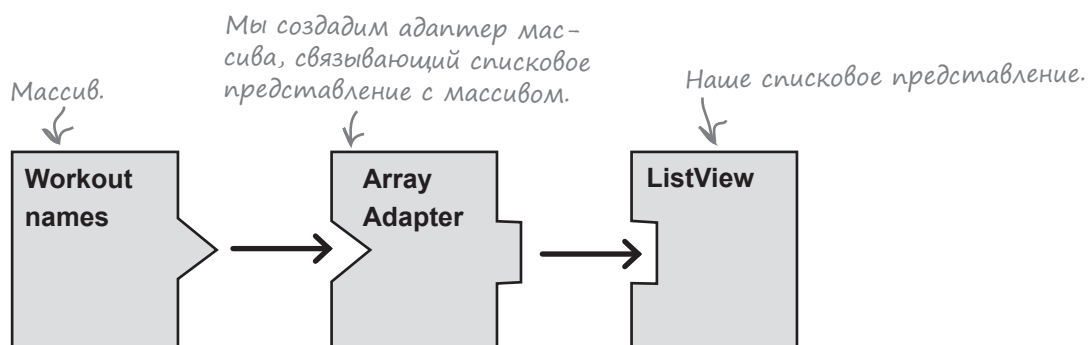 Мы создадим адаптер мас-
сива, связывающий списковое
представление с массивом.
Массив.
Наше списковое представление.
Workout
names
Array
Adapter
ListView